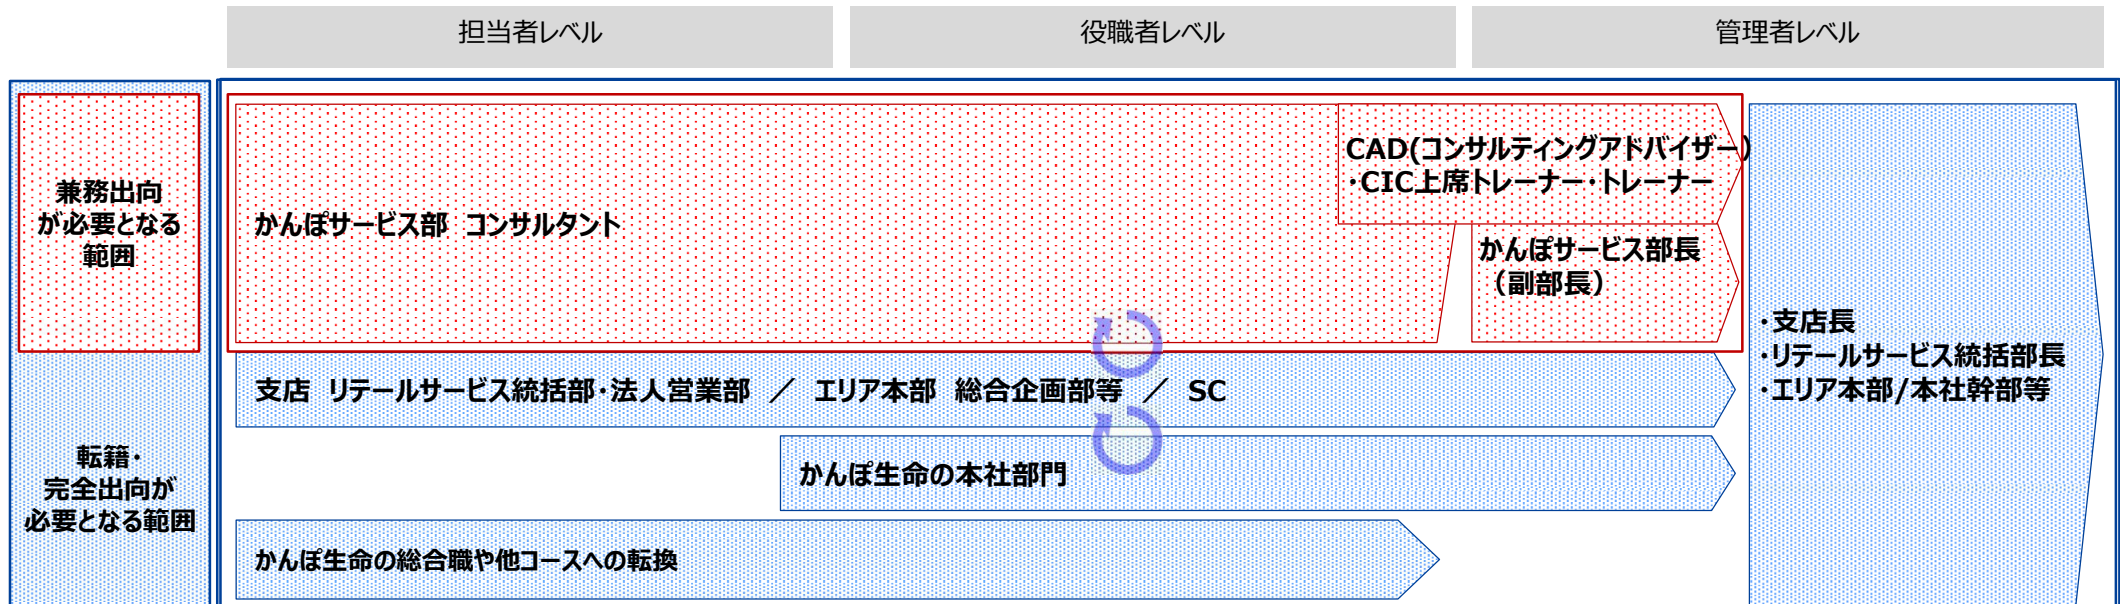 担当者レベル
役職者レベル
管理者レベル
兼務出向
が必要となる
範囲
かんぽサービス部 コンサルタント
CAD(コンサルティングアドバイザー)
・CIC上席トレーナー・トレーナー
かんぽサービス部長
（副部長）
・支店長
・リテールサービス統括部長
・エリア本部/本社幹部等
支店 リテールサービス統括部・法人営業部 ／ エリア本部 総合企画部等 ／ SC
転籍・
完全出向が
必要となる範囲
かんぽ生命の本社部門
かんぽ生命の総合職や他コースへの転換